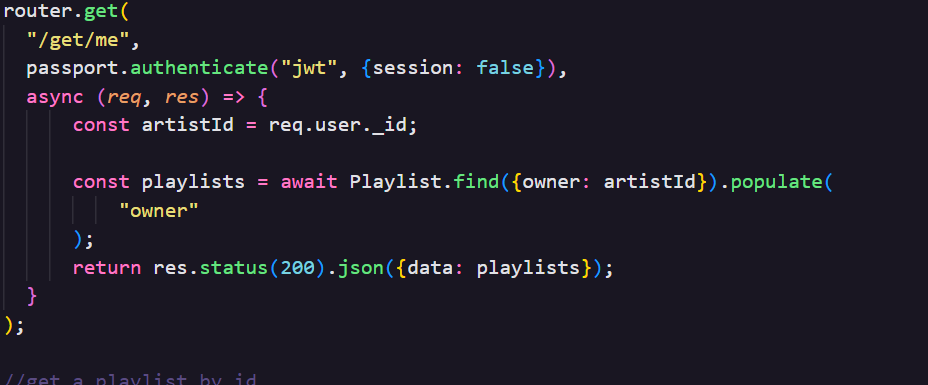 router.get(
"/get/me",
passport.authenticate("jwt", {session: false}),
async (req, res) => {
const artistId = req.user._id;
const playlists = await Playlist.find({owner: artistId}).populate(
"owner"
);
return res.status(200).json({data: playlists});
}
);
//get a playlist by id